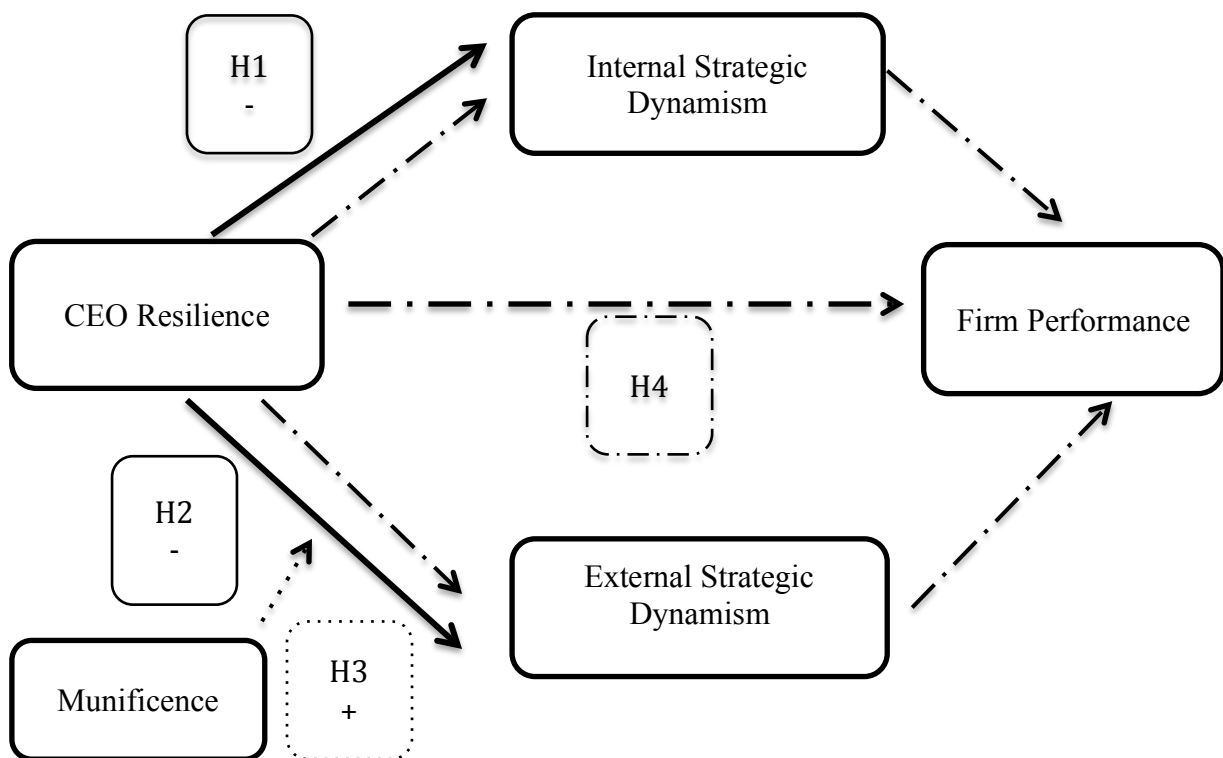 H1
-
Internal Strategic
Dynamism
CEO Resilience
Firm Performance
H4
H2
-
External Strategic
Dynamism
Munificence
H3
+